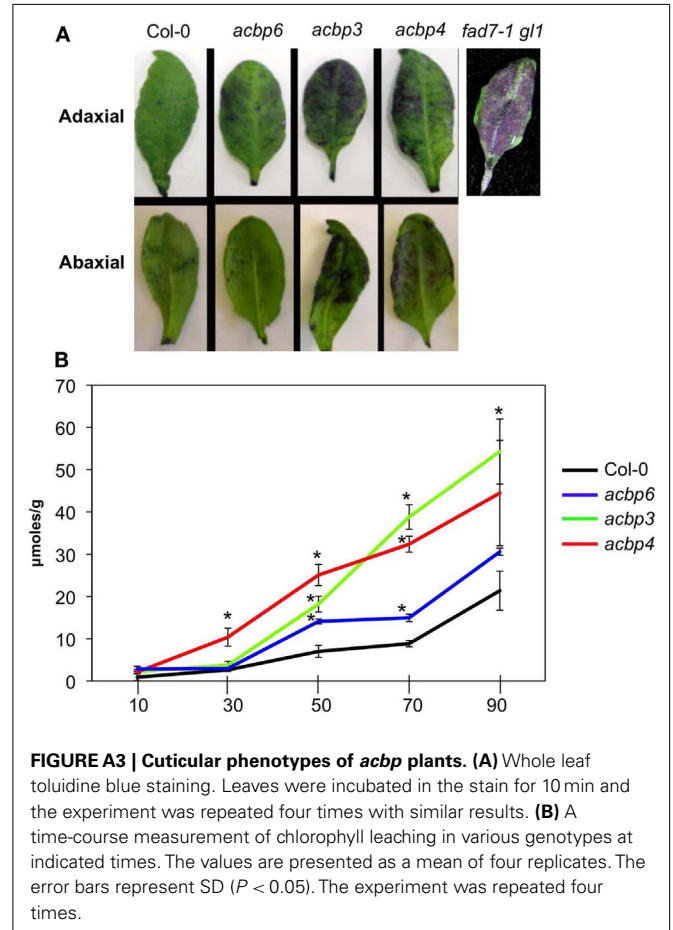 A
Col-0 acbp6 acbp3 acbp4 fad7-1 gl1
Adaxial
Abaxial
B
70
60
50
40
30
20
10
0
µmoles/g
* * * * * * * *
Col-0
acbp6
acbp3
acbp4
10 30 50 70 90
FIGURE A3 | Cuticular phenotypes of acbp plants. (A) Whole leaf
toluidine blue staining. Leaves were incubated in the stain for 10 min and
the experiment was repeated four times with similar results. (B) A
time-course measurement of chlorophyll leaching in various genotypes at
indicated times. The values are presented as a mean of four replicates. The
error bars represent SD (P < 0.05). The experiment was repeated four
times.